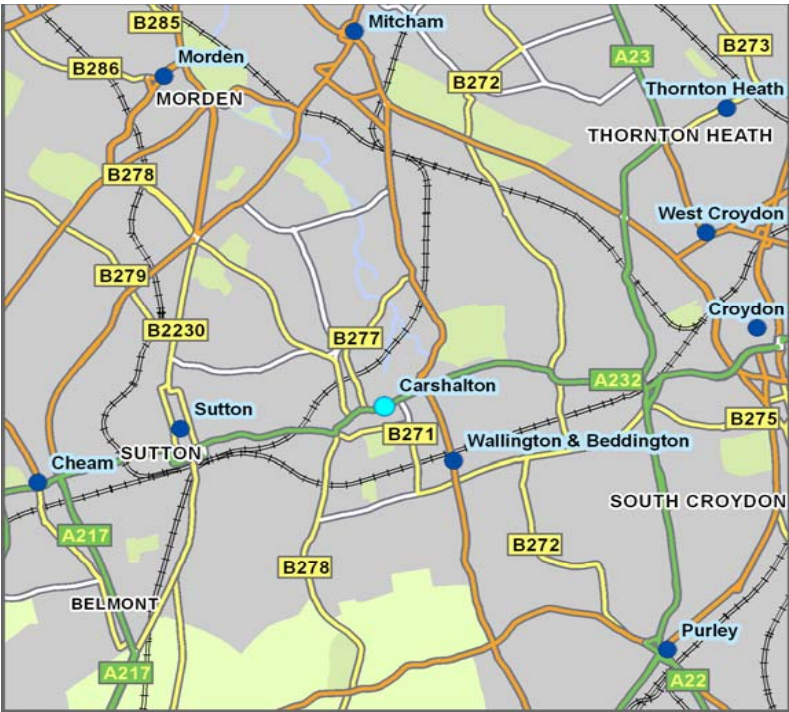 B285
Mitcham
A23
B273
Morden
B286
B272
Thornton Heath
MORDEN
THORNTON HEATH
B278
West Croydon
B279
Croydon
B2230
B277
A232
Carshalton
Sutton
B275
B271
Wallington & Beddington
SUTTON
Cheam
SOUTH CROYDON
A217
B272
B278
BELMONT
Purley
A217
A22